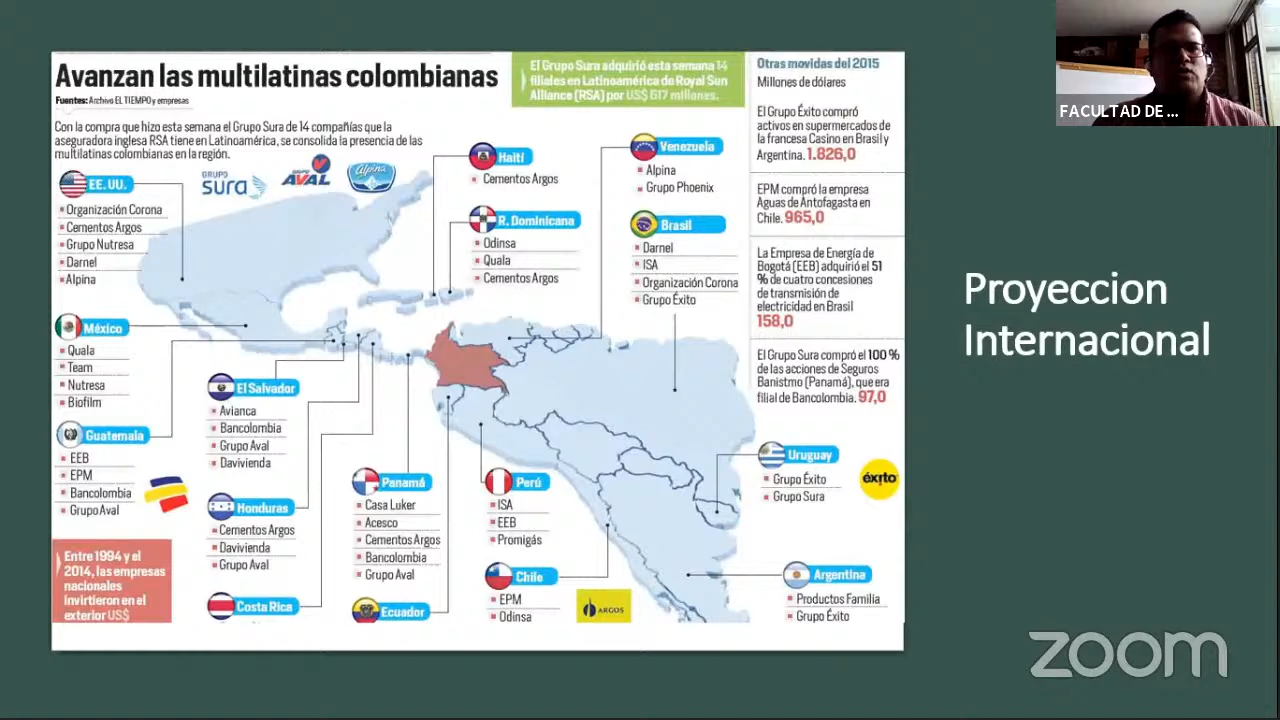 Avanzan las multilatinas colombianas
Fuentes: Archivo EL TIEMPO y empresas
Con la compra que hizo esta semana el Grupo Sura de 14 compañías que la
aseguradora inglesa RSA tiene en Latinoamérica, se consolida la presencia de las
multilatinas colombianas en la región.
El Grupo Sura adquirió esta semana 14
filiales en Latinoamérica de Royal Sun
Alliance (RSA) por US$ 617 millones.
GRUPO
sura
GRUPO
AVAL
Alpina
EE. UU.
Organización Corona
Cementos Argos
Grupo Nutresa
Darnel
Alpina
México
Quala
Team
Nutresa
Biofilm
Guatemala
EEB
EPM
Bancolombia
Grupo Aval
Entre 1994 y el
2014, las empresas
nacionales
invirtieron en el
exterior US$
El Salvador
Avianca
Bancolombia
Grupo Aval
Davivienda
Honduras
Cementos Argos
Davivienda
Grupo Aval
Costa Rica
Haití
Cementos Argos
R. Dominicana
Odinsa
Quala
Cementos Argos
Panamá
Casa Luker
Acesco
Cementos Argos
Bancolombia
Grupo Aval
Ecuador
Venezuela
Alpina
Grupo Phoenix
Brasil
Darnel
ISA
Organización Corona
Grupo Éxito
Perú
ISA
EEB
Promigás
Chile
EPM
Odinsa
ARGOS
Uruguay
Grupo Éxito
Grupo Sura
éxito
Argentina
Productos Familia
Grupo Éxito
Otras movidas del 2015
Millones de dólares
El Grupo Éxito compró
activos en supermercados de
la francesa Casino en Brasil y
Argentina. 1.826,0
EPM compró la empresa
Aguas de Antofagasta en
Chile. 965,0
La Empresa de Energía de
Bogotá (EEB) adquirió el 51
% de cuatro concesiones
de transmisión de
electricidad en Brasil
158,0
El Grupo Sura compró el 100 %
de las acciones de Seguros
Banistmo (Panamá), que era
filial de Bancolombia. 97,0
Proyeccion
Internacional
FACULTAD DE ...
zoom